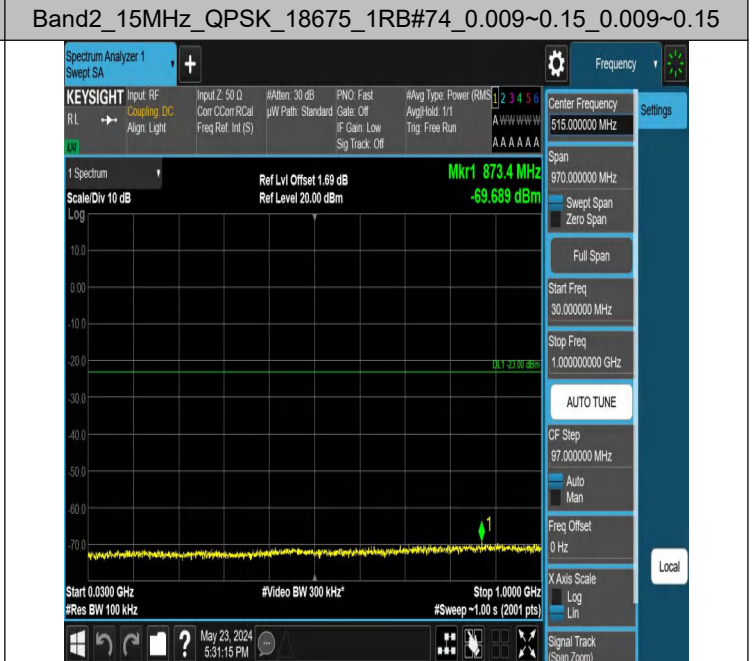 Band2_15MHz_QPSK_18675_1RB#74_0.009~0.15_0.009~0.15
Spectrum Analyzer 1
Swept SA
Frequency
KEYSIGHT
RL
Input: RF
Coupling: DC
Align: Light
Input Z: 50 Ω
Corr CCorr RCal
Freq Ref: Int (S)
#Atten: 30 dB
µW Path: Standard
PNO: Fast
Gate: Off
IF Gain: Low
Sig Track: Off
#Avg Type: Power (RMS
Avg|Hold: 1/1
Trig: Free Run
1 2 3 4 5 6
A W W W W W
A A A A A A
1 Spectrum
Scale/Div 10 dB
Log
Ref Lvl Offset 1.69 dB
Ref Level 20.00 dBm
Mkr1 873.4 MHz
-69.689 dBm
10.0
0.00
-10.0
-20.0
DL1 -23.00 dBm
-30.0
-40.0
-50.0
-60.0
1
-70.0
Start 0.0300 GHz
#Video BW 300 kHz*
Stop 1.0000 GHz
#Res BW 100 kHz
#Sweep ~1.00 s (2001 pts)
Center Frequency
515.000000 MHz
Settings
Span
970.000000 MHz
Swept Span
Zero Span
Full Span
Start Freq
30.000000 MHz
Stop Freq
1.000000000 GHz
AUTO TUNE
CF Step
97.000000 MHz
Auto
Man
Freq Offset
0 Hz
Local
X Axis Scale
Log
Lin
Signal Track
(Span Zoom)
?
May 23, 2024
5:31:15 PM